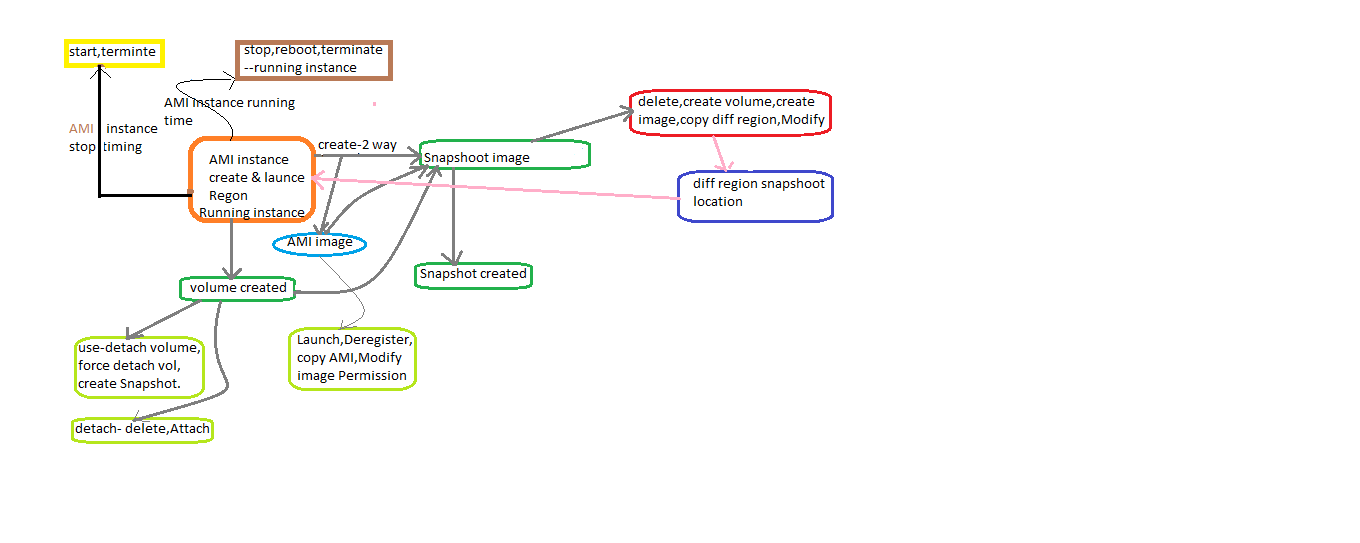 start,terminte
stop,reboot,terminate
--running instance
AMI instance running
time
AMI instance
stop timing
create-2 way
AMI instance
create & launce
Regon
Running instance
Snapshoot image
delete,create volume,create
image,copy diff region,Modify
diff region snapshoot
location
AMI image
Snapshot created
volume created
use-detach volume,
force detach vol,
create Snapshot.
Launch,Deregister,
copy AMI,Modify
image Permission
detach- delete,Attach